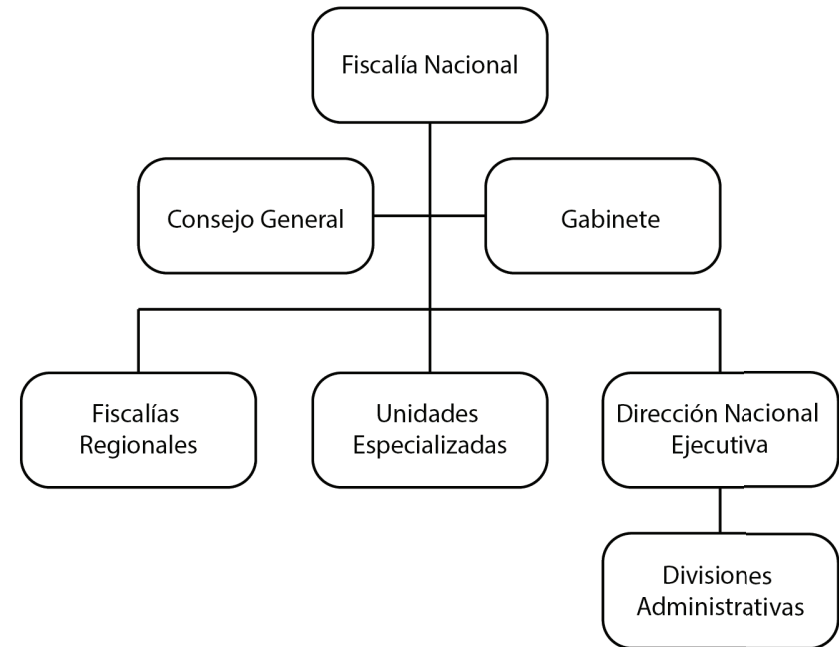 Fiscalía Nacional
Consejo General
Gabinete
Fiscalías
Regionales
Unidades
Especializadas
Dirección Nacional
Ejecutiva
Divisiones
Administrativas